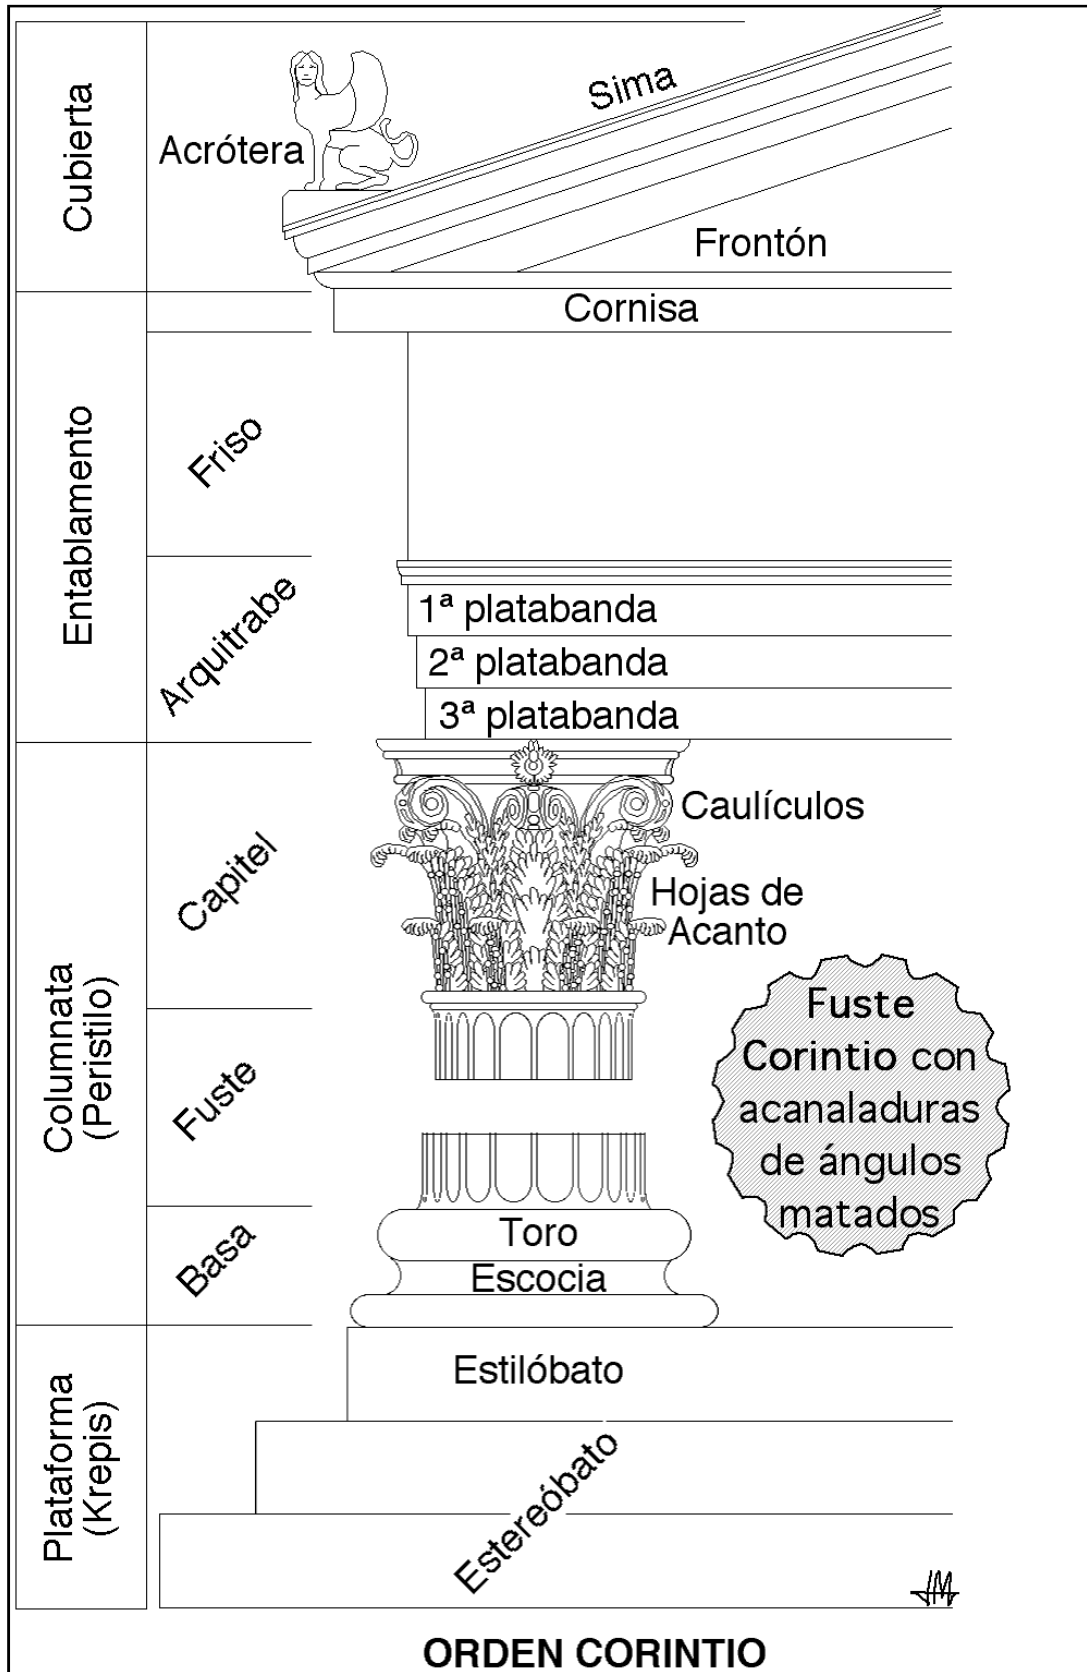 Cubierta
Acrótera
Sima
Frontón
Cornisa
Entablamento
Friso
Arquitrabe
1ª platabanda
2ª platabanda
3ª platabanda
Columnata
(Peristilo)
Capitel
Caulículos
Hojas de
Acanto
Fuste
Fuste
Corintio con
acanaladuras
de ángulos
matados
Basa
Toro
Escocia
Plataforma
(Krepis)
Estilóbato
Estereóbato
ORDEN CORINTIO